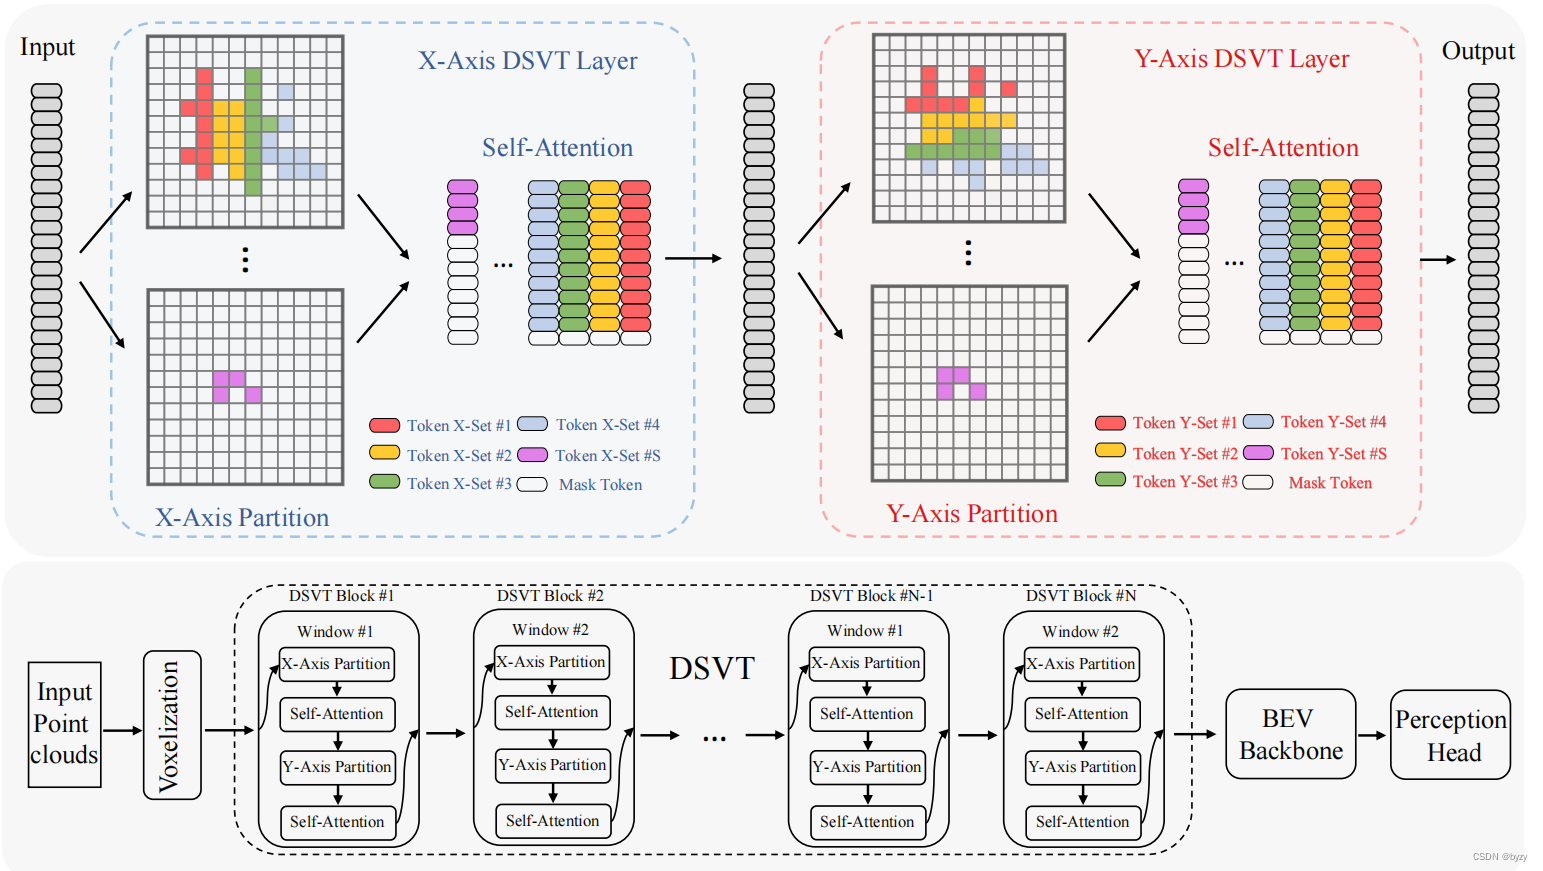 Input
X-Axis DSVT Layer
Self-Attention
...
Token X-Set #1
Token X-Set #4
Token X-Set #2
Token X-Set #S
Token X-Set #3
Mask Token
X-Axis Partition
Y-Axis DSVT Layer
Output
Self-Attention
...
Token Y-Set #1
Token Y-Set #4
Token Y-Set #2
Token Y-Set #S
Token Y-Set #3
Mask Token
Y-Axis Partition
Input
Point
clouds
Voxelization
DSVT Block #1
Window #1
X-Axis Partition
Self-Attention
Y-Axis Partition
Self-Attention
DSVT Block #2
Window #2
X-Axis Partition
Self-Attention
Y-Axis Partition
Self-Attention
DSVT
...
DSVT Block #N-1
Window #1
X-Axis Partition
Self-Attention
Y-Axis Partition
Self-Attention
DSVT Block #N
Window #2
X-Axis Partition
Self-Attention
Y-Axis Partition
Self-Attention
BEV
Backbone
Perception
Head
CSDN @byzy